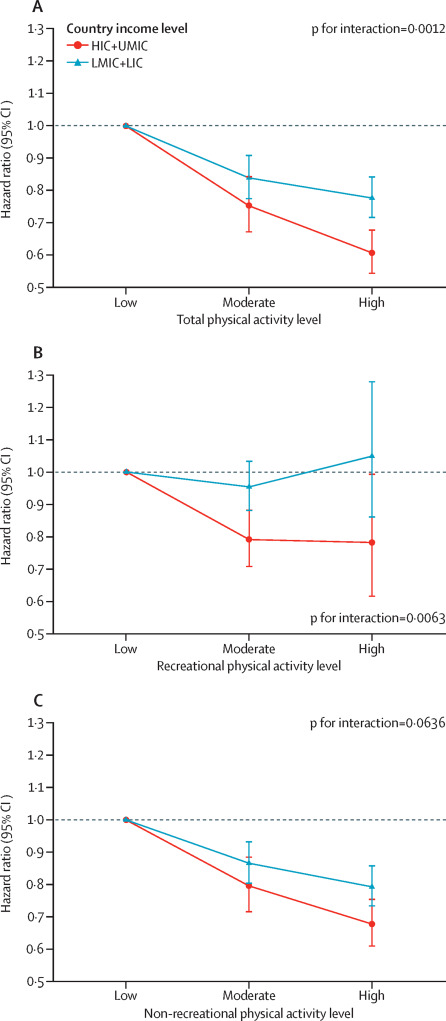 A
Country income level
HIC+UMIC
LMIC+LIC
p for interaction=0·0012
Hazard ratio (95% CI)
1·3
1·2
1·1
1·0
0·9
0·8
0·7
0·6
0·5
Low
Moderate
High
Total physical activity level
B
Hazard ratio (95% CI)
1·3
1·2
1·1
1·0
0·9
0·8
0·7
0·6
0·5
p for interaction=0·0063
Low
Moderate
High
Recreational physical activity level
C
p for interaction=0·0636
Hazard ratio (95% CI)
1·3
1·2
1·1
1·0
0·9
0·8
0·7
0·6
0·5
Low
Moderate
High
Non-recreational physical activity level